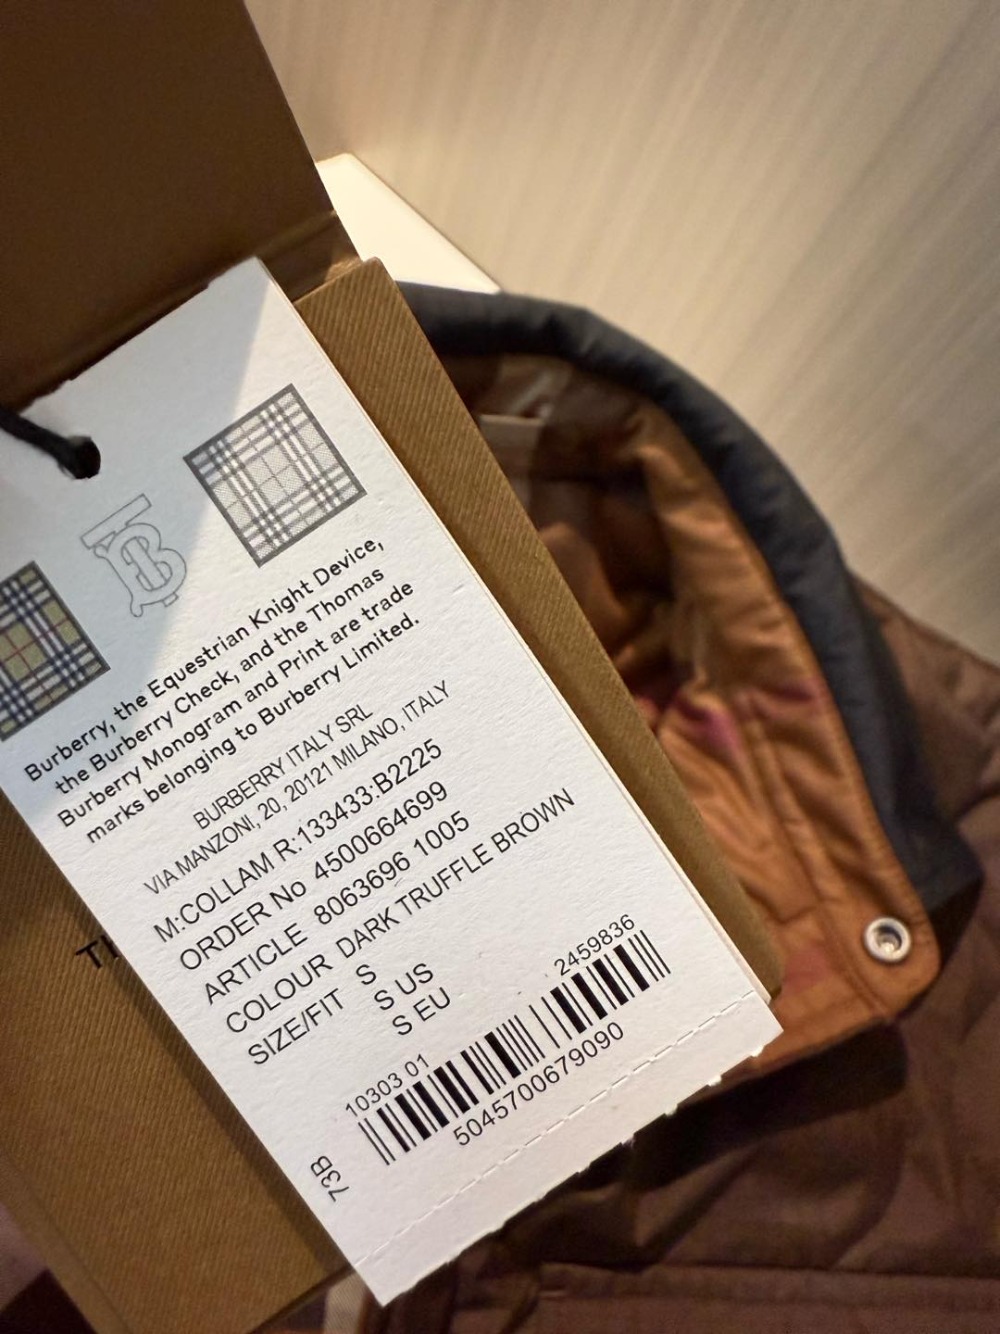 Burberry, the Equestrian Knight Device,
the Burberry Check, and the Thomas
Burberry Monogram and Print are trade
marks belonging to Burberry Limited.
BURBERRY ITALY SRL
VIA MANZONI, 20, 20121 MILANO, ITALY
M:COLLAM R:133433:B2225
ORDER No 4500664699
ARTICLE 8063696 1005
COLOUR DARK TRUFFLE BROWN
SIZE/FIT S
S US
S EU
10303 01 2459836
5045700679090
73B